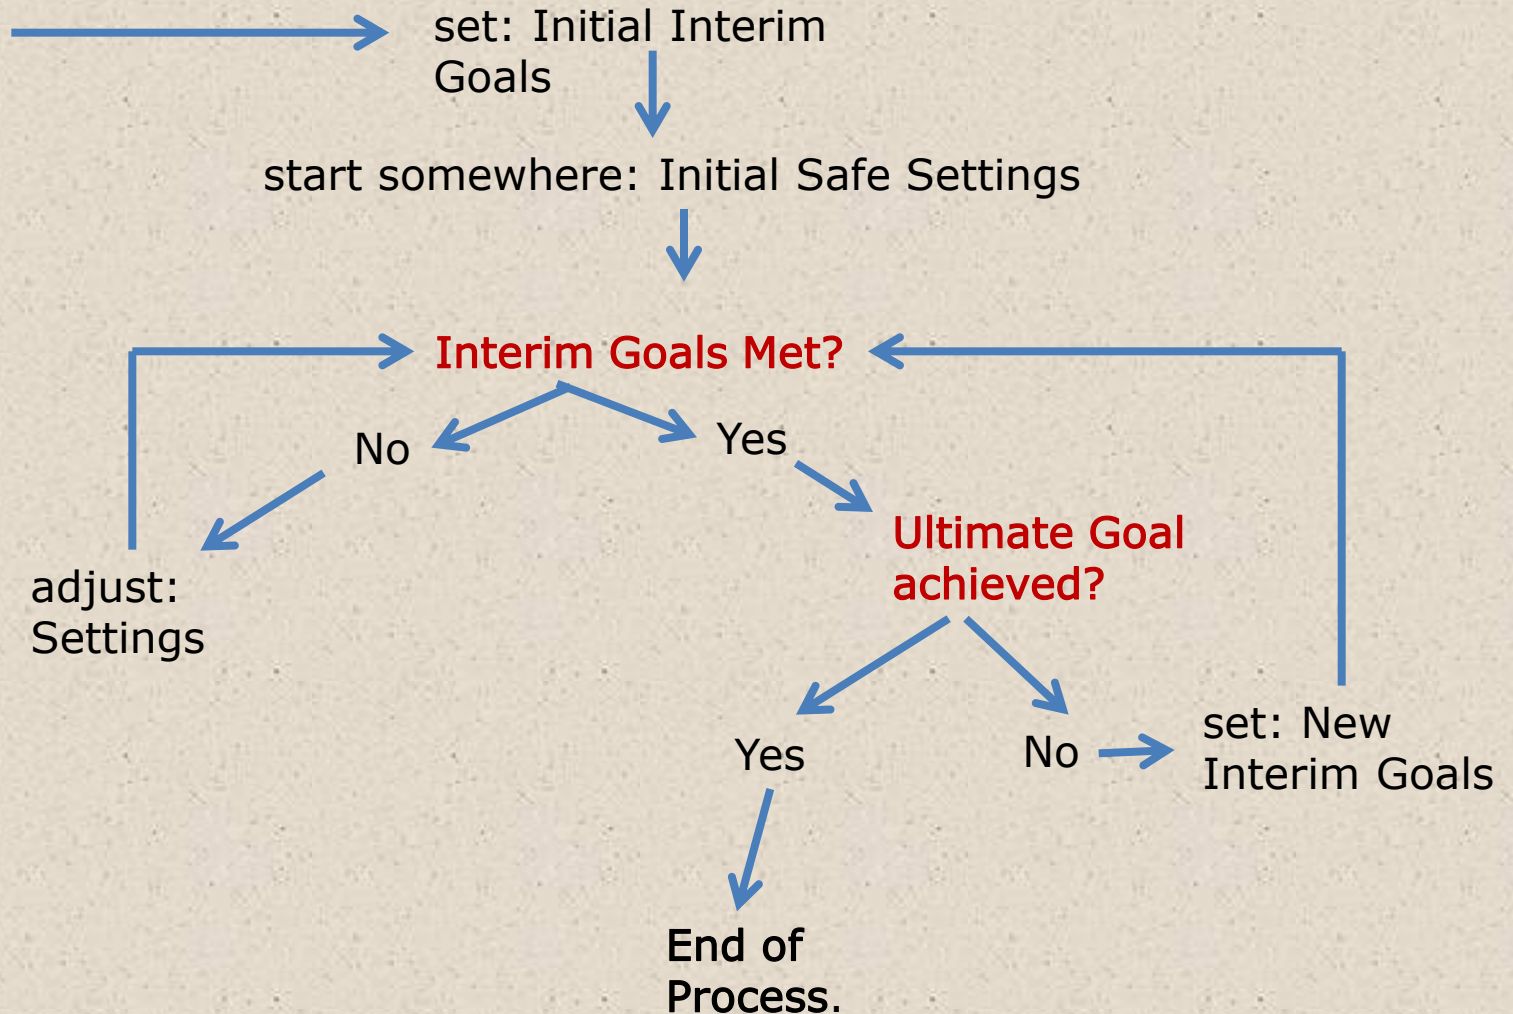 set: Initial Interim
Goals
start somewhere: Initial Safe Settings
Interim Goals Met?
No
Yes
Ultimate Goal
achieved?
adjust:
Settings
Yes
No
set: New
Interim Goals
End of
Process.